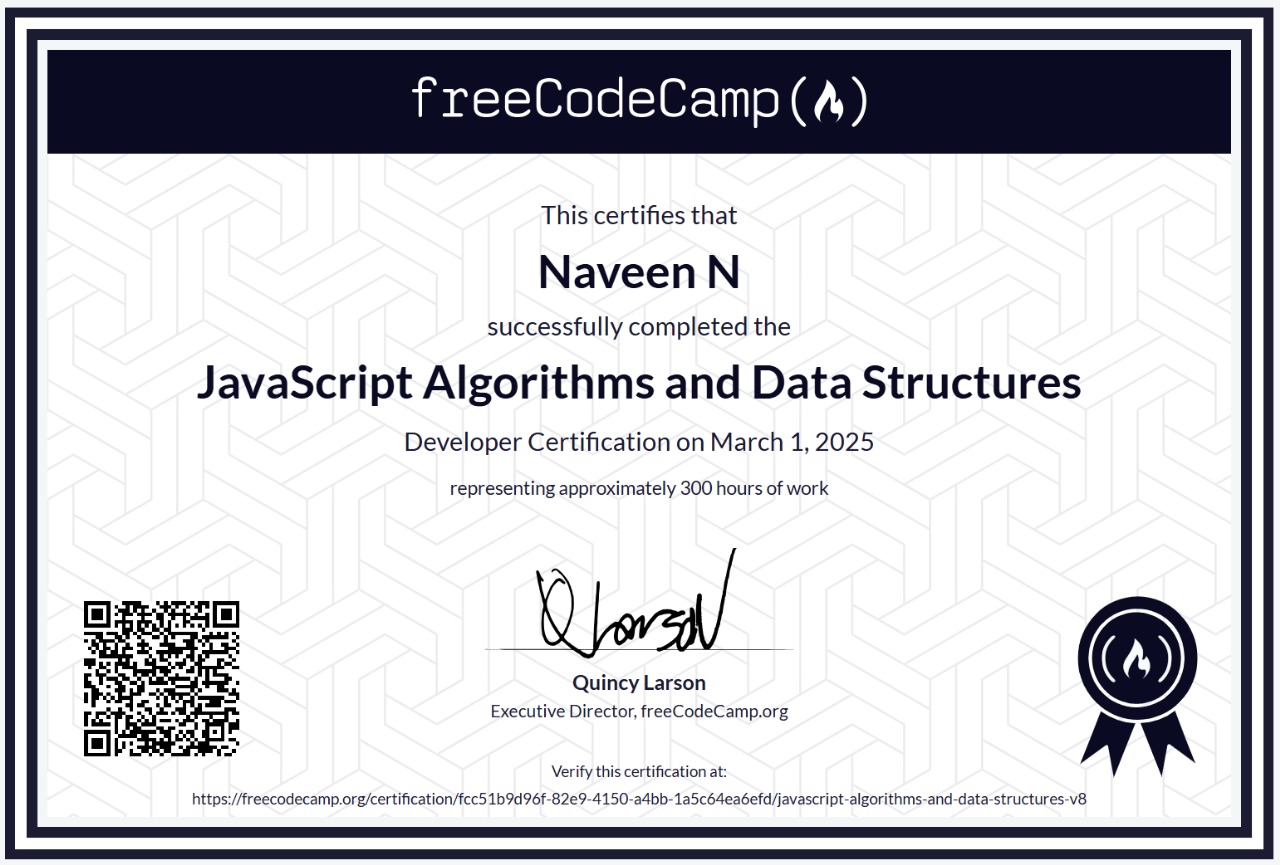 freeCodeCamp
This certifies that
Naveen N
successfully completed the
JavaScript Algorithms and Data Structures
Developer Certification on March 1, 2025
representing approximately 300 hours of work
Quincy Larson
Executive Director, freeCodeCamp.org
Verify this certification at:
https://freecodecamp.org/certification/fcc51b9d96f-82e9-4150-a4bb-1a5c64ea6efd/javascript-algorithms-and-data-structures-v8